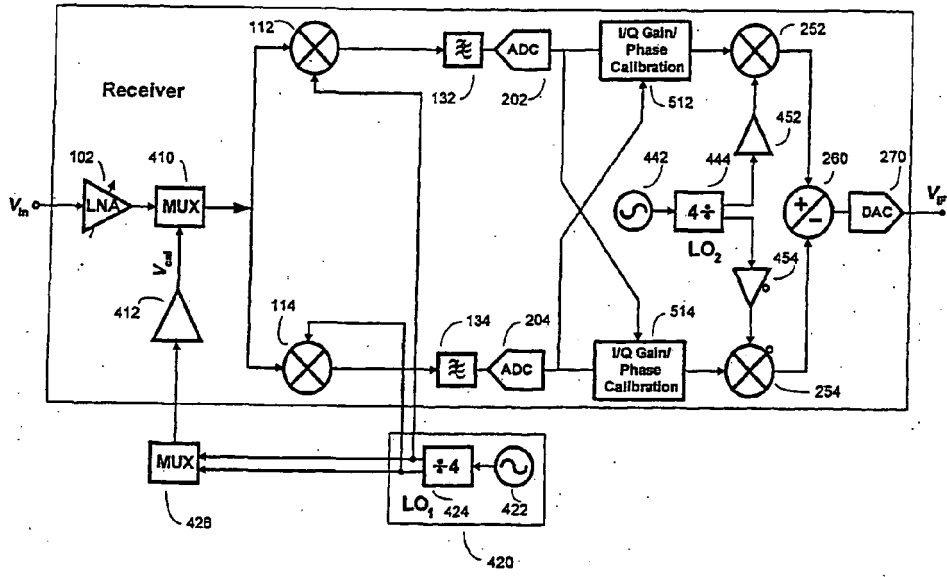 112
252
ADC
I/Q Gain/
Phase
Calibration
Receiver
132
202
512
452
102
410
442
444
260
270
V_in
LNA
MUX
4÷
+
−
DAC
V_IF
LO₂
V_cal
454
412
114
134
204
514
ADC
I/Q Gain/
Phase
Calibration
254
MUX
÷4
LO₁
424
422
428
420